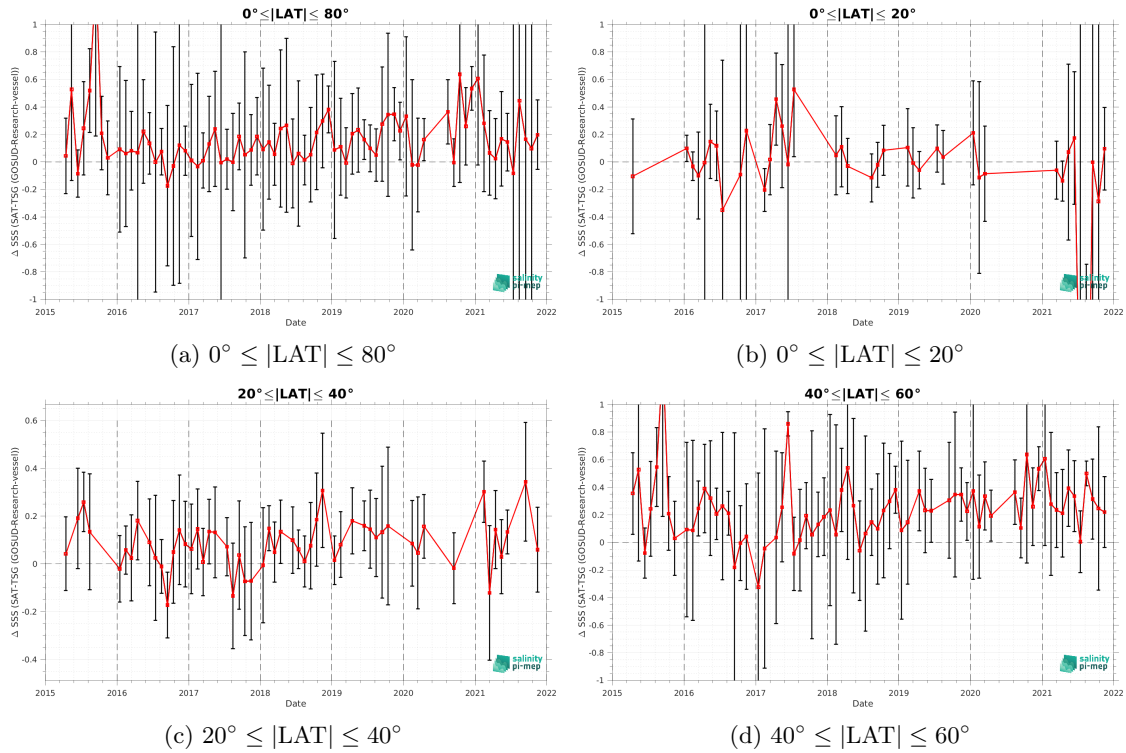 0°≤|LAT|≤ 80°
Δ SSS (SAT-TSG (GOSUD-Research-vessel))
1
0.8
0.6
0.4
0.2
0
-0.2
-0.4
-0.6
-0.8
-1
salinity
pi-mep
2015 2016 2017 2018 2019 2020 2021 2022
Date
(a) 0° ≤ |LAT| ≤ 80°
0°≤|LAT|≤ 20°
Δ SSS (SAT-TSG (GOSUD-Research-vessel))
1
0.8
0.6
0.4
0.2
0
-0.2
-0.4
-0.6
-0.8
-1
salinity
pi-mep
2015 2016 2017 2018 2019 2020 2021 2022
Date
(b) 0° ≤ |LAT| ≤ 20°
20°≤|LAT|≤ 40°
Δ SSS (SAT-TSG (GOSUD-Research-vessel))
0.6
0.4
0.2
0
-0.2
-0.4
salinity
pi-mep
2015 2016 2017 2018 2019 2020 2021 2022
Date
(c) 20° ≤ |LAT| ≤ 40°
40°≤|LAT|≤ 60°
Δ SSS (SAT-TSG (GOSUD-Research-vessel))
1
0.8
0.6
0.4
0.2
0
-0.2
-0.4
-0.6
-0.8
-1
salinity
pi-mep
2015 2016 2017 2018 2019 2020 2021 2022
Date
(d) 40° ≤ |LAT| ≤ 60°